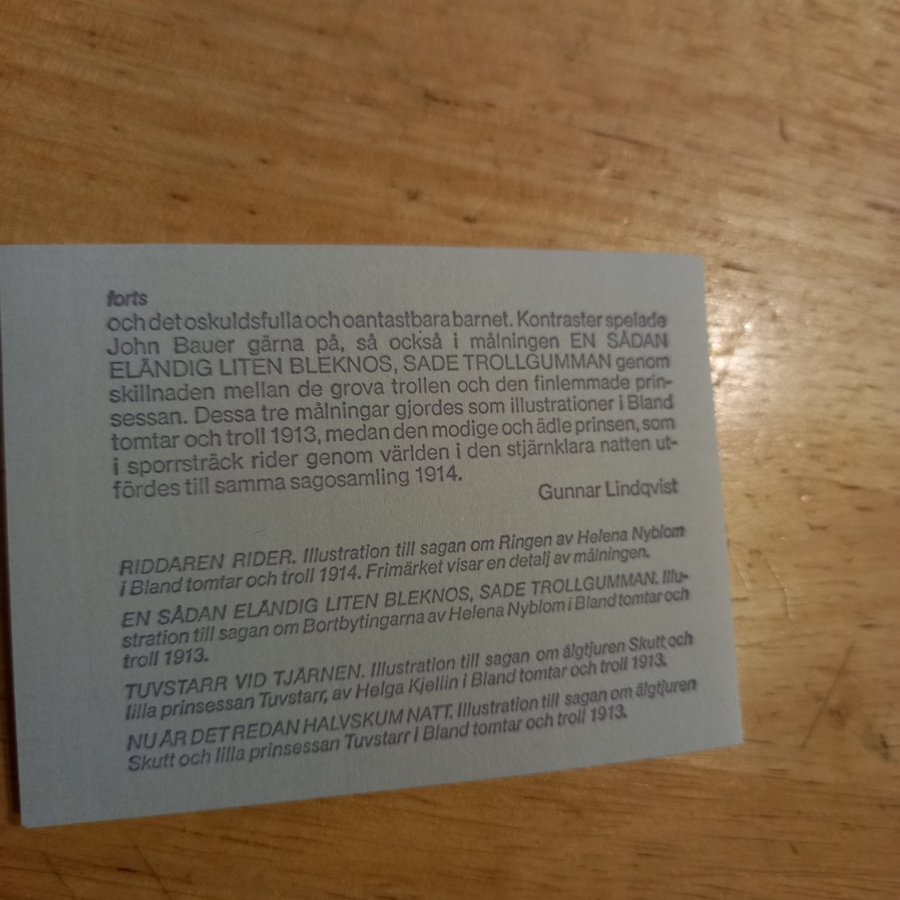 forts
och det oskuldsfulla och oantastbara barnet. Kontraster spelade
John Bauer gärna på, så också i målningen EN SÅDAN
ELÄNDIG LITEN BLEKNOS, SADE TROLLGUMMAN genom
skillnaden mellan de grova trollen och den finlemmade prin-
sessan. Dessa tre målningar gjordes som illustrationer i Bland
tomtar och troll 1913, medan den modige och ädle prinsen, som
i sporrsträck rider genom världen i den stjärnklara natten ut-
fördes till samma sagosamling 1914.
Gunnar Lindqvist
RIDDAREN RIDER. Illustration till sagan om Ringen av Helena Nyblom
i Bland tomtar och troll 1914. Frimärket visar en detalj av målningen.
EN SÅDAN ELÄNDIG LITEN BLEKNOS, SADE TROLLGUMMAN. Illu-
stration till sagan om Bortbytingarna av Helena Nyblom i Bland tomtar och
troll 1913.
TUVSTARR VID TJÄRNEN. Illustration till sagan om älgtjuren Skutt och
lilla prinsessan Tuvstarr, av Helga Kjellin i Bland tomtar och troll 1913.
NU ÄR DET REDAN HALVSKUM NATT. Illustration till sagan om älgtjuren
Skutt och lilla prinsessan Tuvstarr i Bland tomtar och troll 1913.